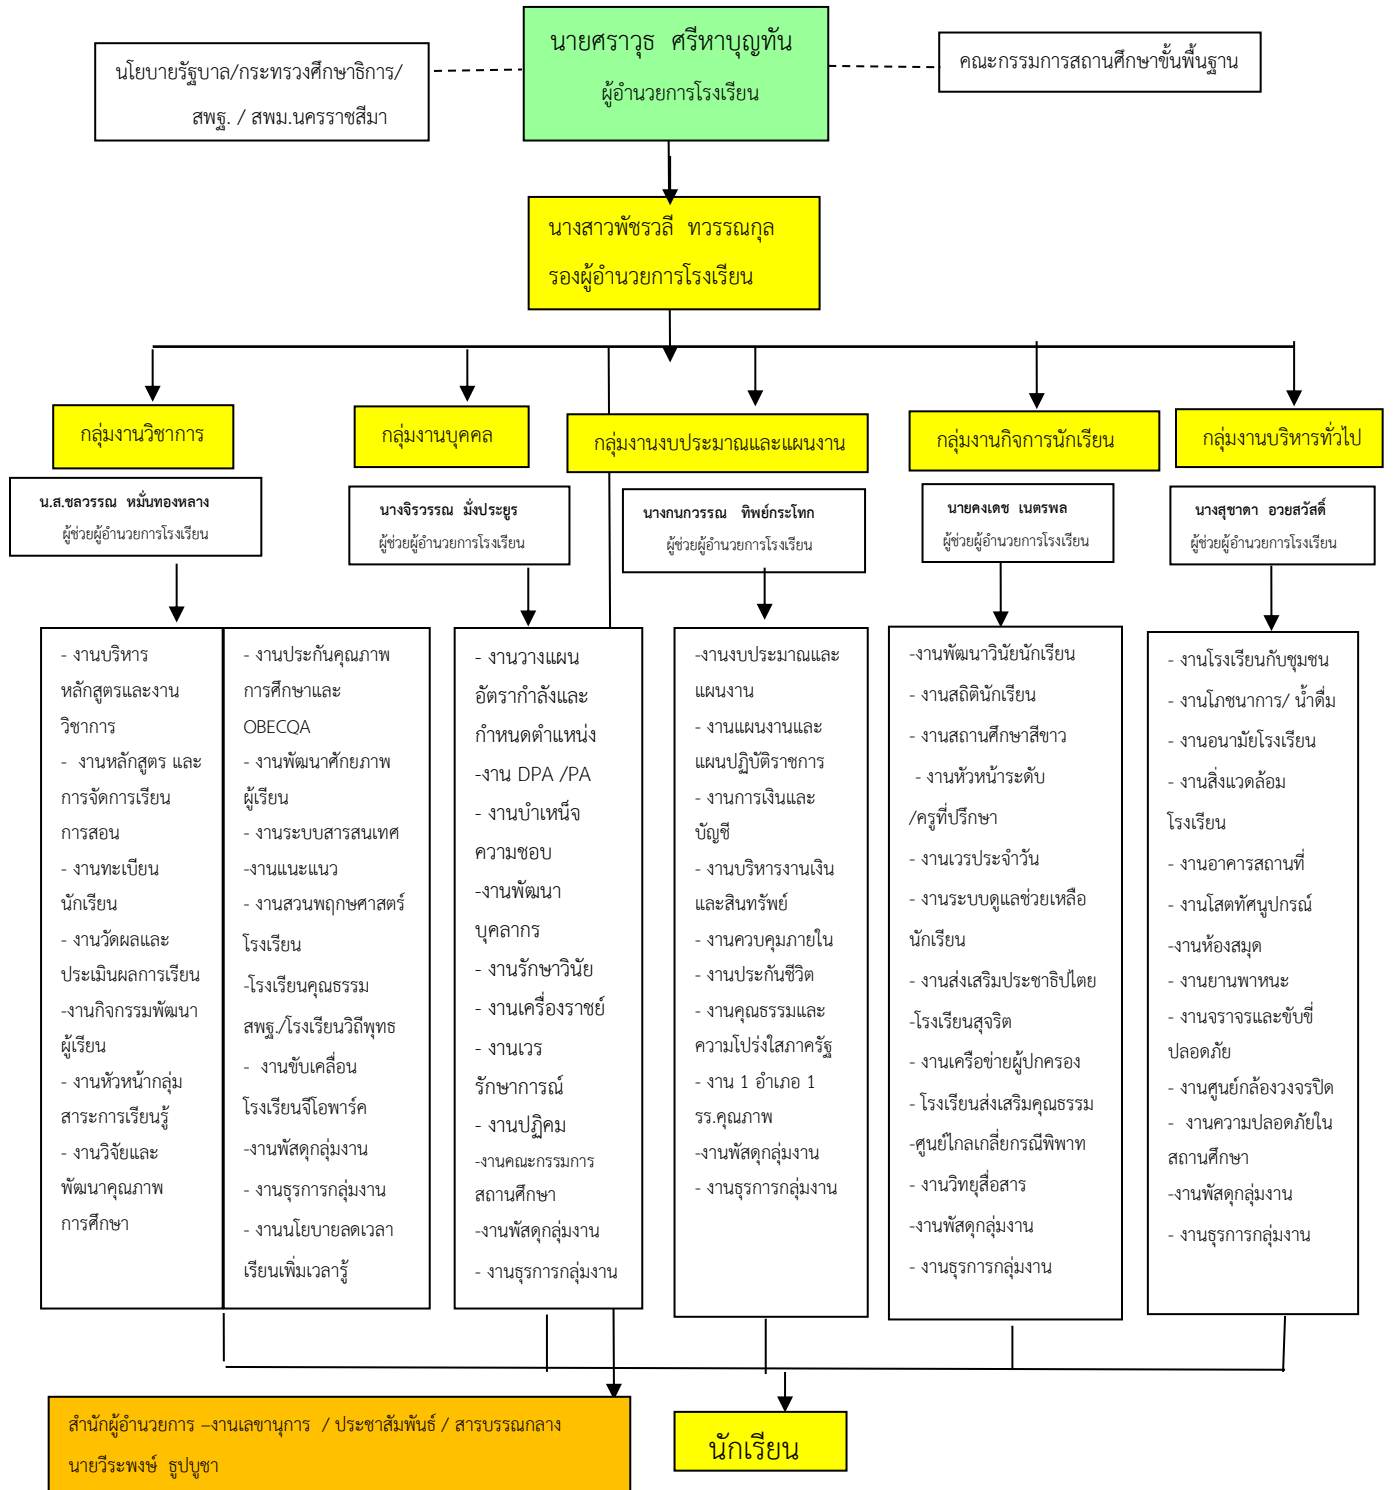 นายศราวุธ ศรีหาบุญทัน
ผู้อำนวยการโรงเรียน
นโยบายรัฐบาล/กระทรวงศึกษาธิการ/
สพฐ. / สพม.นครราชสีมา
คณะกรรมการสถานศึกษาขั้นพื้นฐาน
นางสาวพัชรวลี ทวรรณกุล
รองผู้อำนวยการโรงเรียน
กลุ่มงานวิชาการ
น.ส.ชลวรรณ หมั่นทองหลาง
ผู้ช่วยผู้อำนวยการโรงเรียน
กลุ่มงานบุคคล
นางจิรวรรณ มั่งประยูร
ผู้ช่วยผู้อำนวยการโรงเรียน
กลุ่มงานงบประมาณและแผนงาน
นางกนกวรรณ ทิพย์กระโทก
ผู้ช่วยผู้อำนวยการโรงเรียน
กลุ่มงานกิจการนักเรียน
นายคงเดช เนตรพล
ผู้ช่วยผู้อำนวยการโรงเรียน
กลุ่มงานบริหารทั่วไป
นางสุชาดา อวยสวัสดิ์
ผู้ช่วยผู้อำนวยการโรงเรียน
- งานบริหาร
หลักสูตรและงาน
วิชาการ
- งานหลักสูตร และ
การจัดการเรียน
การสอน
- งานทะเบียน
นักเรียน
- งานวัดผลและ
ประเมินผลการเรียน
-งานกิจกรรมพัฒนา
ผู้เรียน
- งานหัวหน้ากลุ่ม
สาระการเรียนรู้
- งานวิจัยและ
พัฒนาคุณภาพ
การศึกษา
- งานประกันคุณภาพ
การศึกษาและ
OBECQA
- งานพัฒนาศักยภาพ
ผู้เรียน
- งานระบบสารสนเทศ
-งานแนะแนว
- งานสวนพฤกษศาสตร์
โรงเรียน
-โรงเรียนคุณธรรม
สพฐ./โรงเรียนวิถีพุทธ
- งานขับเคลื่อน
โรงเรียนจีโอพาร์ค
-งานพัสดุกลุ่มงาน
- งานธุรการกลุ่มงาน
- งานนโยบายลดเวลา
เรียนเพิ่มเวลารู้
- งานวางแผน
อัตรากำลังและ
กำหนดตำแหน่ง
-งาน DPA /PA
- งานบำเหน็จ
ความชอบ
-งานพัฒนา
บุคลากร
- งานรักษาวินัย
- งานเครื่องราชย์
- งานเวร
รักษาการณ์
- งานปฏิคม
-งานคณะกรรมการ
สถานศึกษา
-งานพัสดุกลุ่มงาน
- งานธุรการกลุ่มงาน
-งานงบประมาณและ
แผนงาน
- งานแผนงานและ
แผนปฏิบัติราชการ
- งานการเงินและ
บัญชี
- งานบริหารงานเงิน
และสินทรัพย์
- งานควบคุมภายใน
- งานประกันชีวิต
- งานคุณธรรมและ
ความโปร่งใสภาครัฐ
- งาน 1 อำเภอ 1
รร.คุณภาพ
-งานพัสดุกลุ่มงาน
- งานธุรการกลุ่มงาน
-งานพัฒนาวินัยนักเรียน
- งานสถิตินักเรียน
- งานสถานศึกษาสีขาว
- งานหัวหน้าระดับ
/ครูที่ปรึกษา
- งานเวรประจำวัน
- งานระบบดูแลช่วยเหลือ
นักเรียน
- งานส่งเสริมประชาธิปไตย
-โรงเรียนสุจริต
- งานเครือข่ายผู้ปกครอง
- โรงเรียนส่งเสริมคุณธรรม
-ศูนย์ไกลเกลี่ยกรณีพิพาท
- งานวิทยุสื่อสาร
-งานพัสดุกลุ่มงาน
- งานธุรการกลุ่มงาน
- งานโรงเรียนกับชุมชน
- งานโภชนาการ/ น้ำดื่ม
- งานอนามัยโรงเรียน
- งานสิ่งแวดล้อม
โรงเรียน
- งานอาคารสถานที่
- งานโสตทัศนูปกรณ์
-งานห้องสมุด
- งานยานพาหนะ
- งานจราจรและขับขี่
ปลอดภัย
- งานศูนย์กล้องวงจรปิด
- งานความปลอดภัยใน
สถานศึกษา
-งานพัสดุกลุ่มงาน
- งานธุรการกลุ่มงาน
สำนักผู้อำนวยการ –งานเลขานุการ / ประชาสัมพันธ์ / สารบรรณกลาง
นายวีระพงษ์ ธูปบูชา
นักเรียน